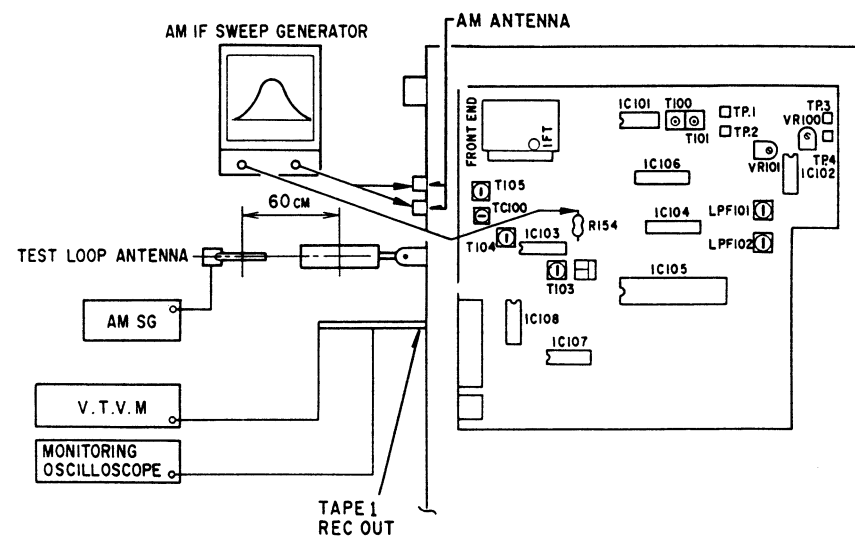 AM IF SWEEP GENERATOR
AM ANTENNA
FRONT END
IFT
IC101
T100
T101
TP.1
TP.2
TP.3
VR100
TP.4
VR101
IC102
IC106
T105
TC100
60 CM
R154
IC104
LPF101
LPF102
TEST LOOP ANTENNA
T104
IC103
T103
IC105
AM SG
IC108
IC107
V.T.V.M
MONITORING
OSCILLOSCOPE
TAPE 1
REC OUT